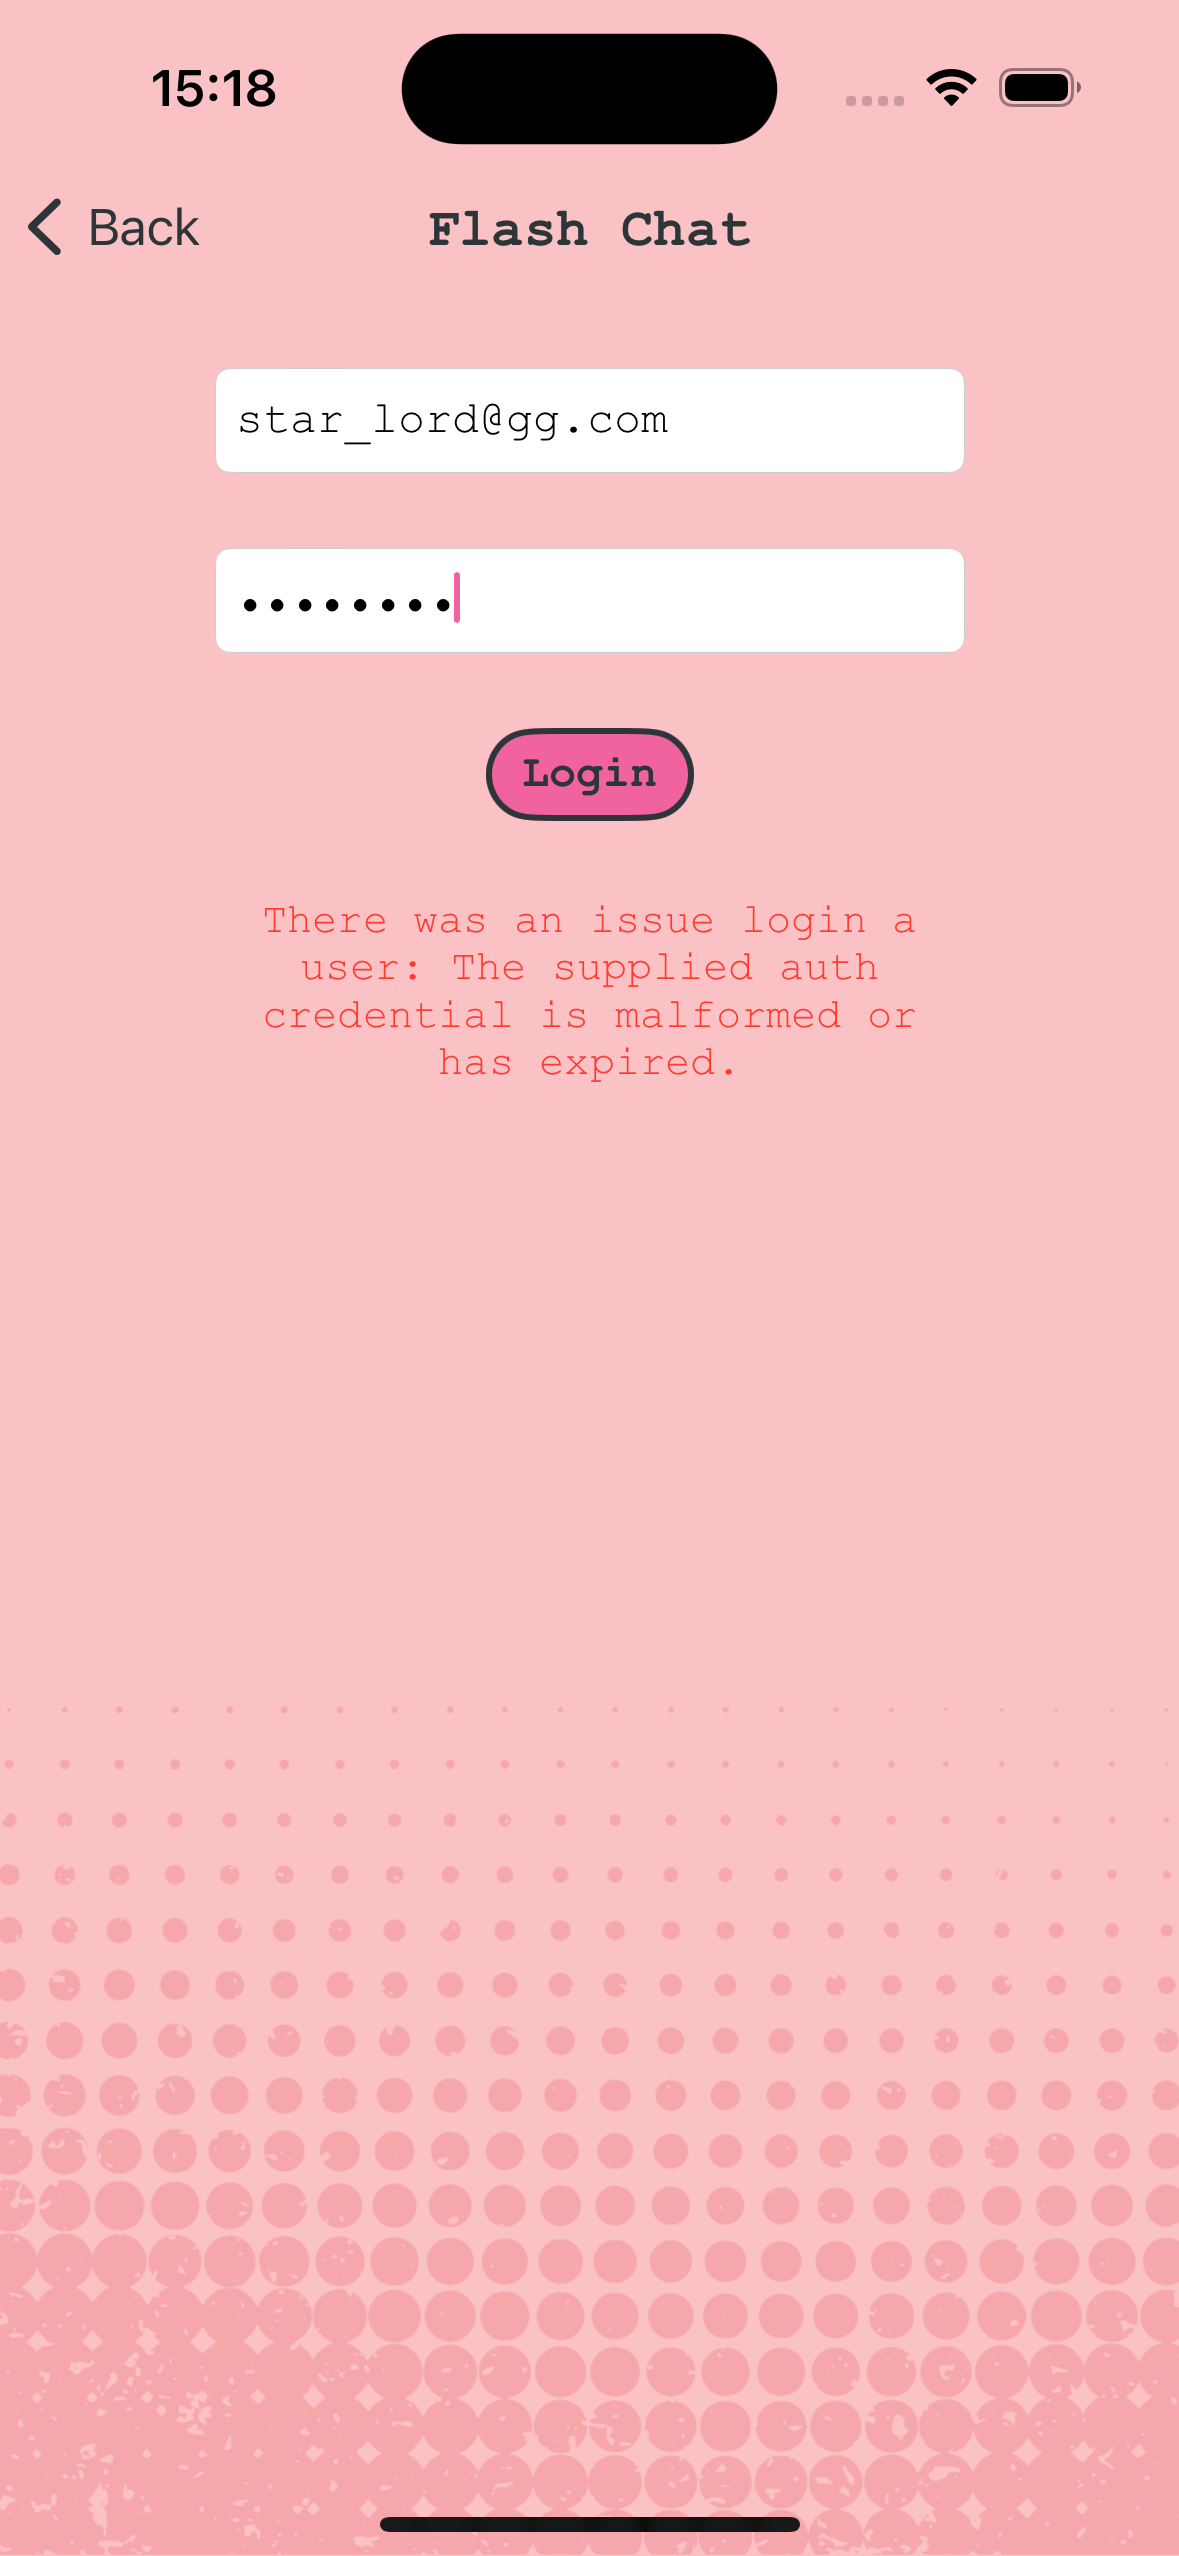 15:18
Back
Flash Chat
star_lord@gg.com
••••••••
Login
There was an issue login a
user: The supplied auth
credential is malformed or
has expired.